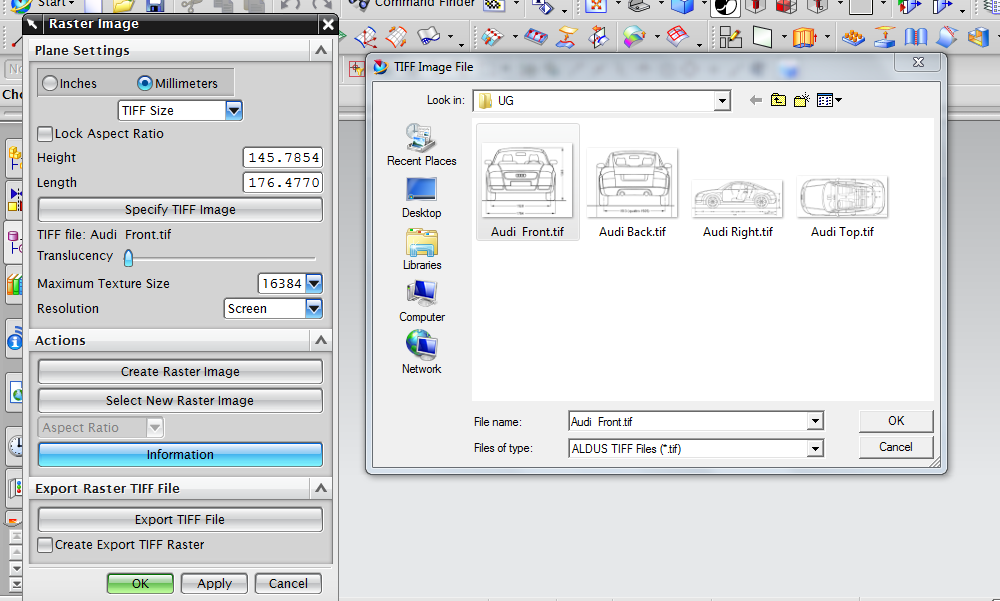 Start
Command Finder
Raster Image
Plane Settings
Inches
Millimeters
TIFF Size
Lock Aspect Ratio
Height
145.7854
Length
176.4770
Specify TIFF Image
TIFF file: Audi  Front.tif
Translucency
Maximum Texture Size
16384
Resolution
Screen
Actions
Create Raster Image
Select New Raster Image
Aspect Ratio
Information
Export Raster TIFF File
Export TIFF File
Create Export TIFF Raster
OK
Apply
Cancel
TIFF Image File
Look in:
UG
Recent Places
Desktop
Libraries
Computer
Network
Audi  Front.tif
Audi Back.tif
Audi Right.tif
Audi Top.tif
File name:
Audi  Front.tif
OK
Files of type:
ALDUS TIFF Files (*.tif)
Cancel